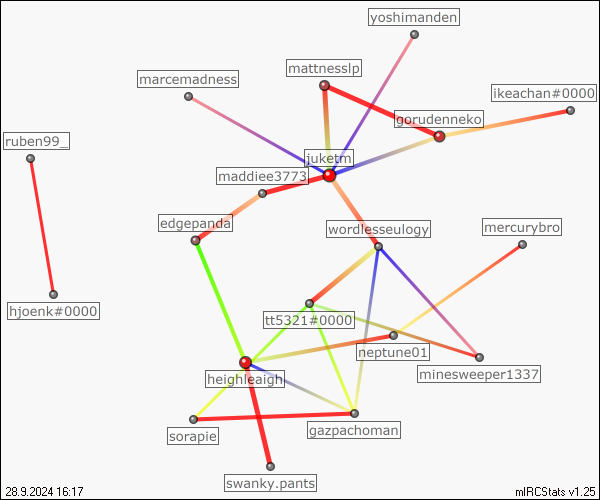 yoshimanden
mattnesslp
marcemadness
ikeachan#0000
gorudenneko
ruben99_
juketm
maddiee3773
edgepanda
wordlesseulogy
mercurybro
hjoenk#0000
tt5321#0000
neptune01
heighleaigh
minesweeper1337
gazpachoman
sorapie
swanky.pants
28.9.2024 16:17
mIRCStats v1.25